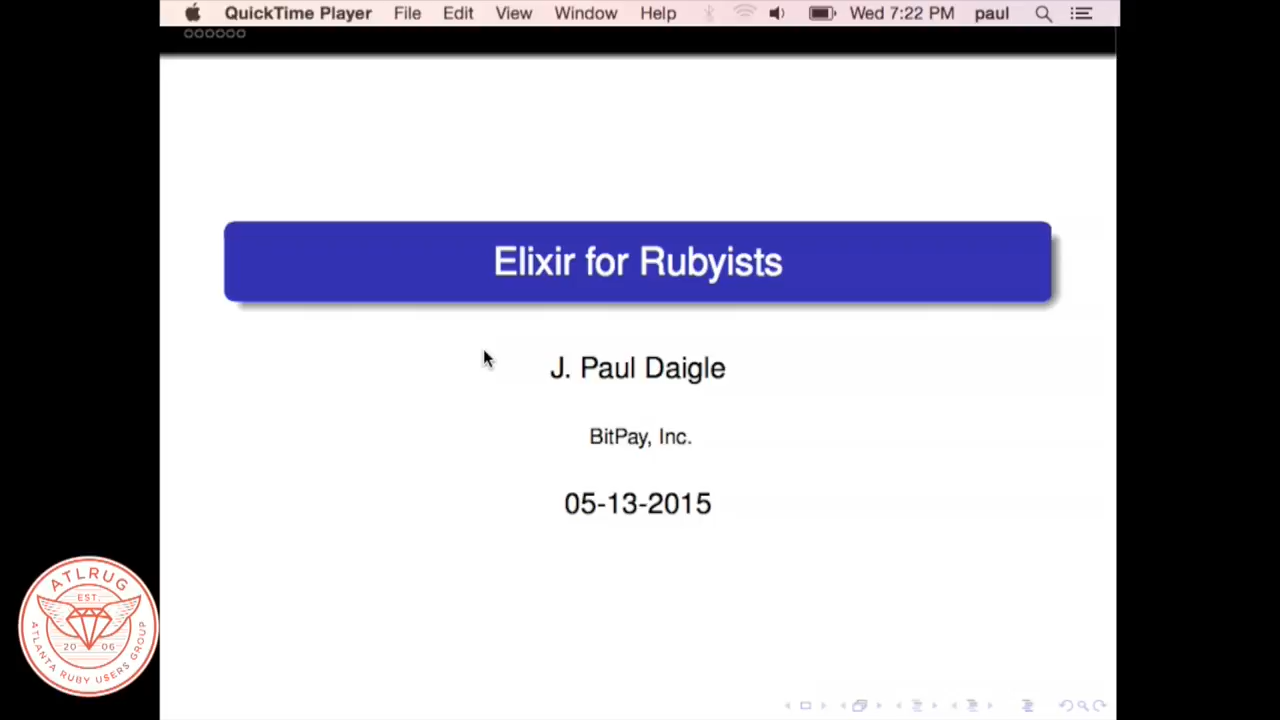 QuickTime Player File Edit View Window Help Wed 7:22 PM paul
Elixir for Rubyists
J. Paul Daigle
BitPay, Inc.
05-13-2015
ATLRUG
EST.
20 06
ATLANTA RUBY USERS GROUP